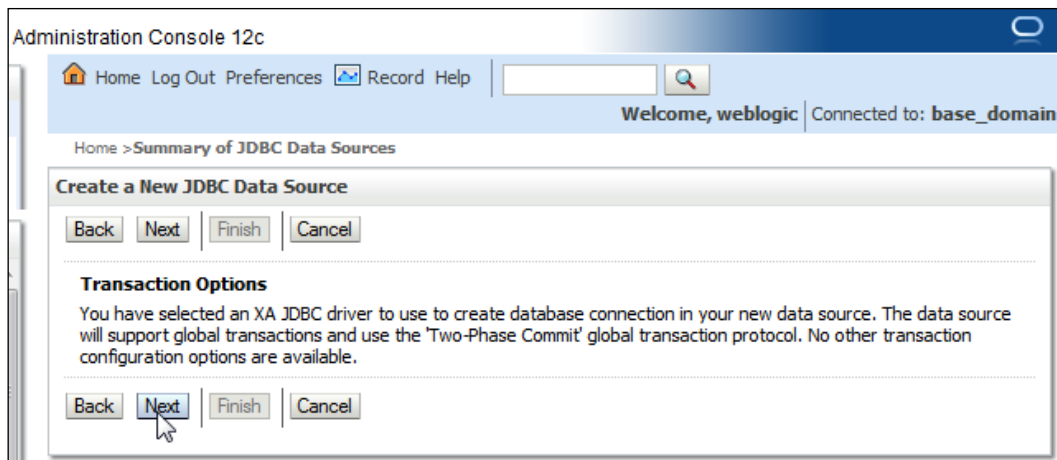 Administration Console 12c
Home Log Out Preferences Record Help
Welcome, weblogic Connected to: base_domain
Home >Summary of JDBC Data Sources
Create a New JDBC Data Source
Back Next Finish Cancel
Transaction Options
You have selected an XA JDBC driver to use to create database connection in your new data source. The data source
will support global transactions and use the 'Two-Phase Commit' global transaction protocol. No other transaction
configuration options are available.
Back Next Finish Cancel